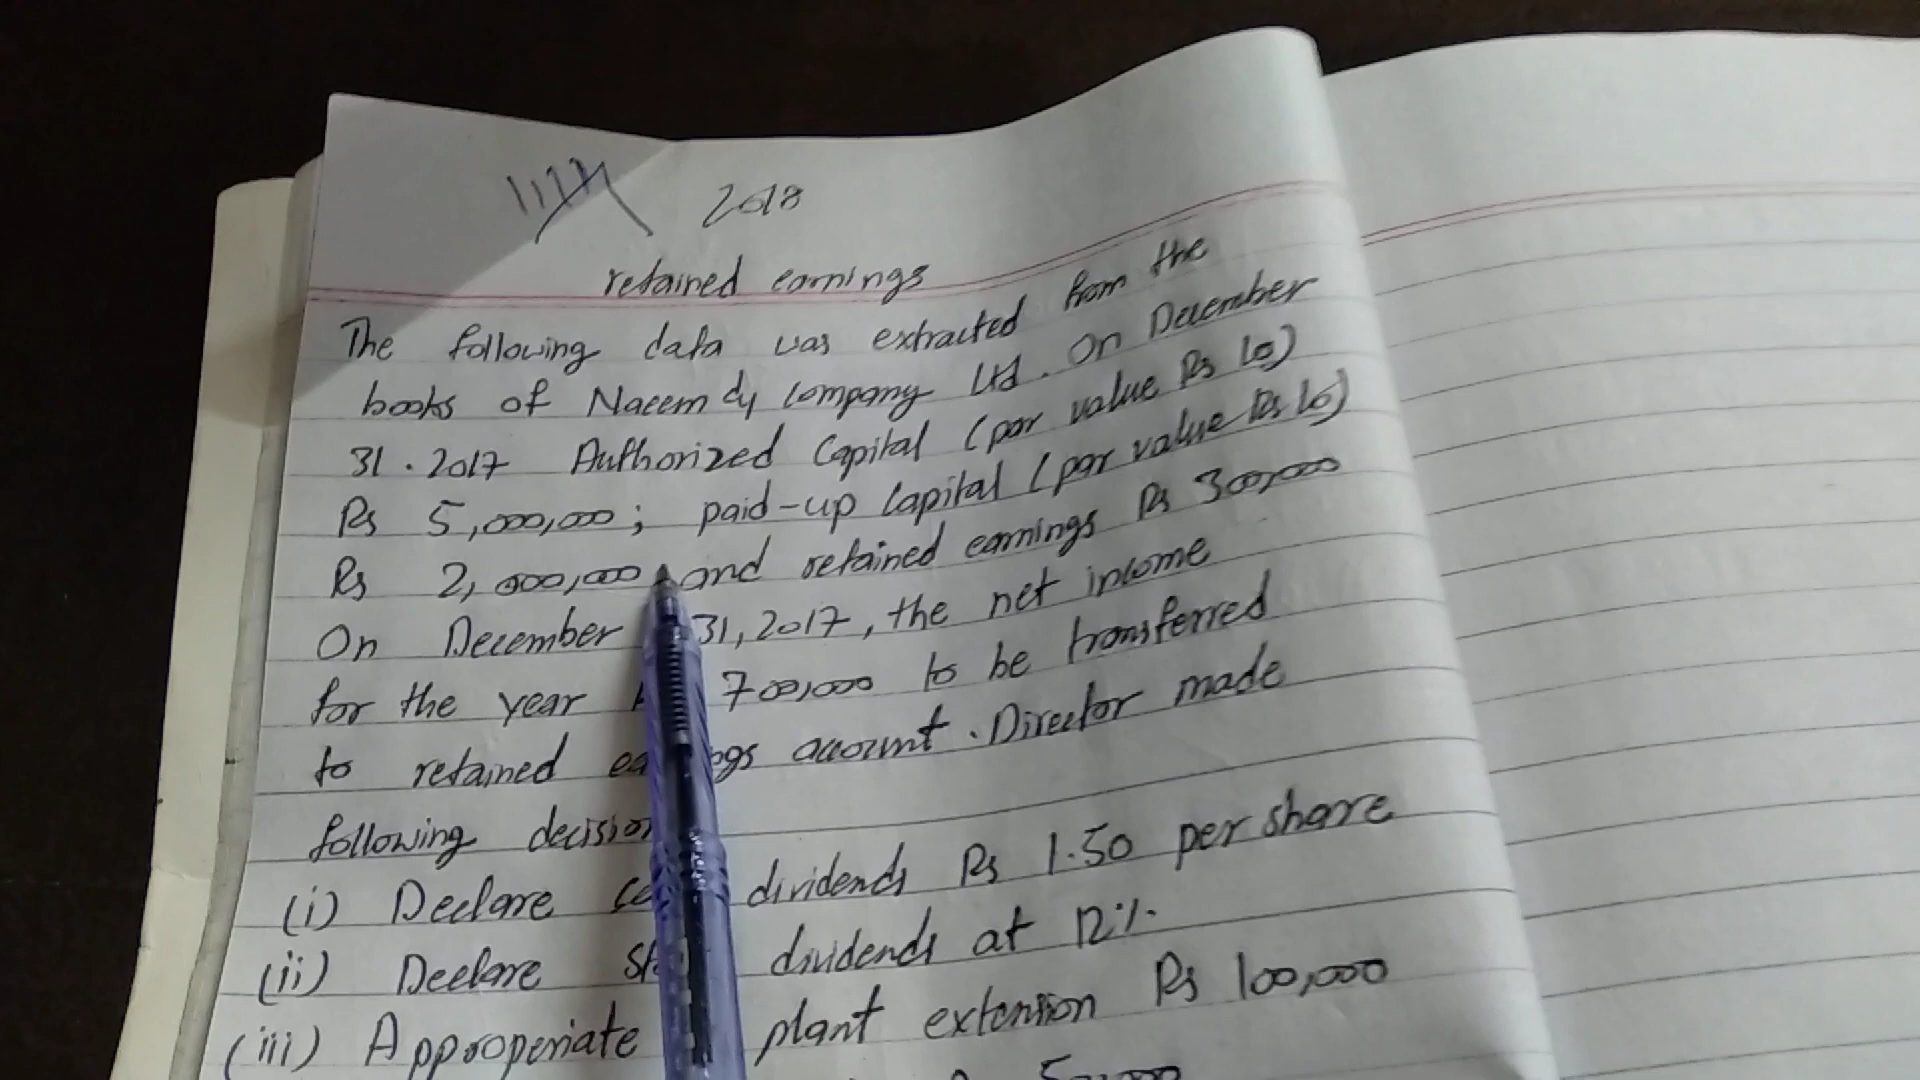 2018
retained earnings
The following data was extracted from the
books of Naeem dy company Ltd. On December
31.2017 Authorized Capital (par value Rs 10)
Rs 5,000,000; paid-up capital (par value Rs 10)
Rs 2,000,000 and retained earnings Rs 300,000
On December 31, 2017, the net income
for the year 700,000 to be transferred
to retained account. Director made
following
(i) Declare dividends Rs 1.50 per share
(ii) Declare dividends at 12%.
(iii) Appropeniate plant extension Rs 100,000